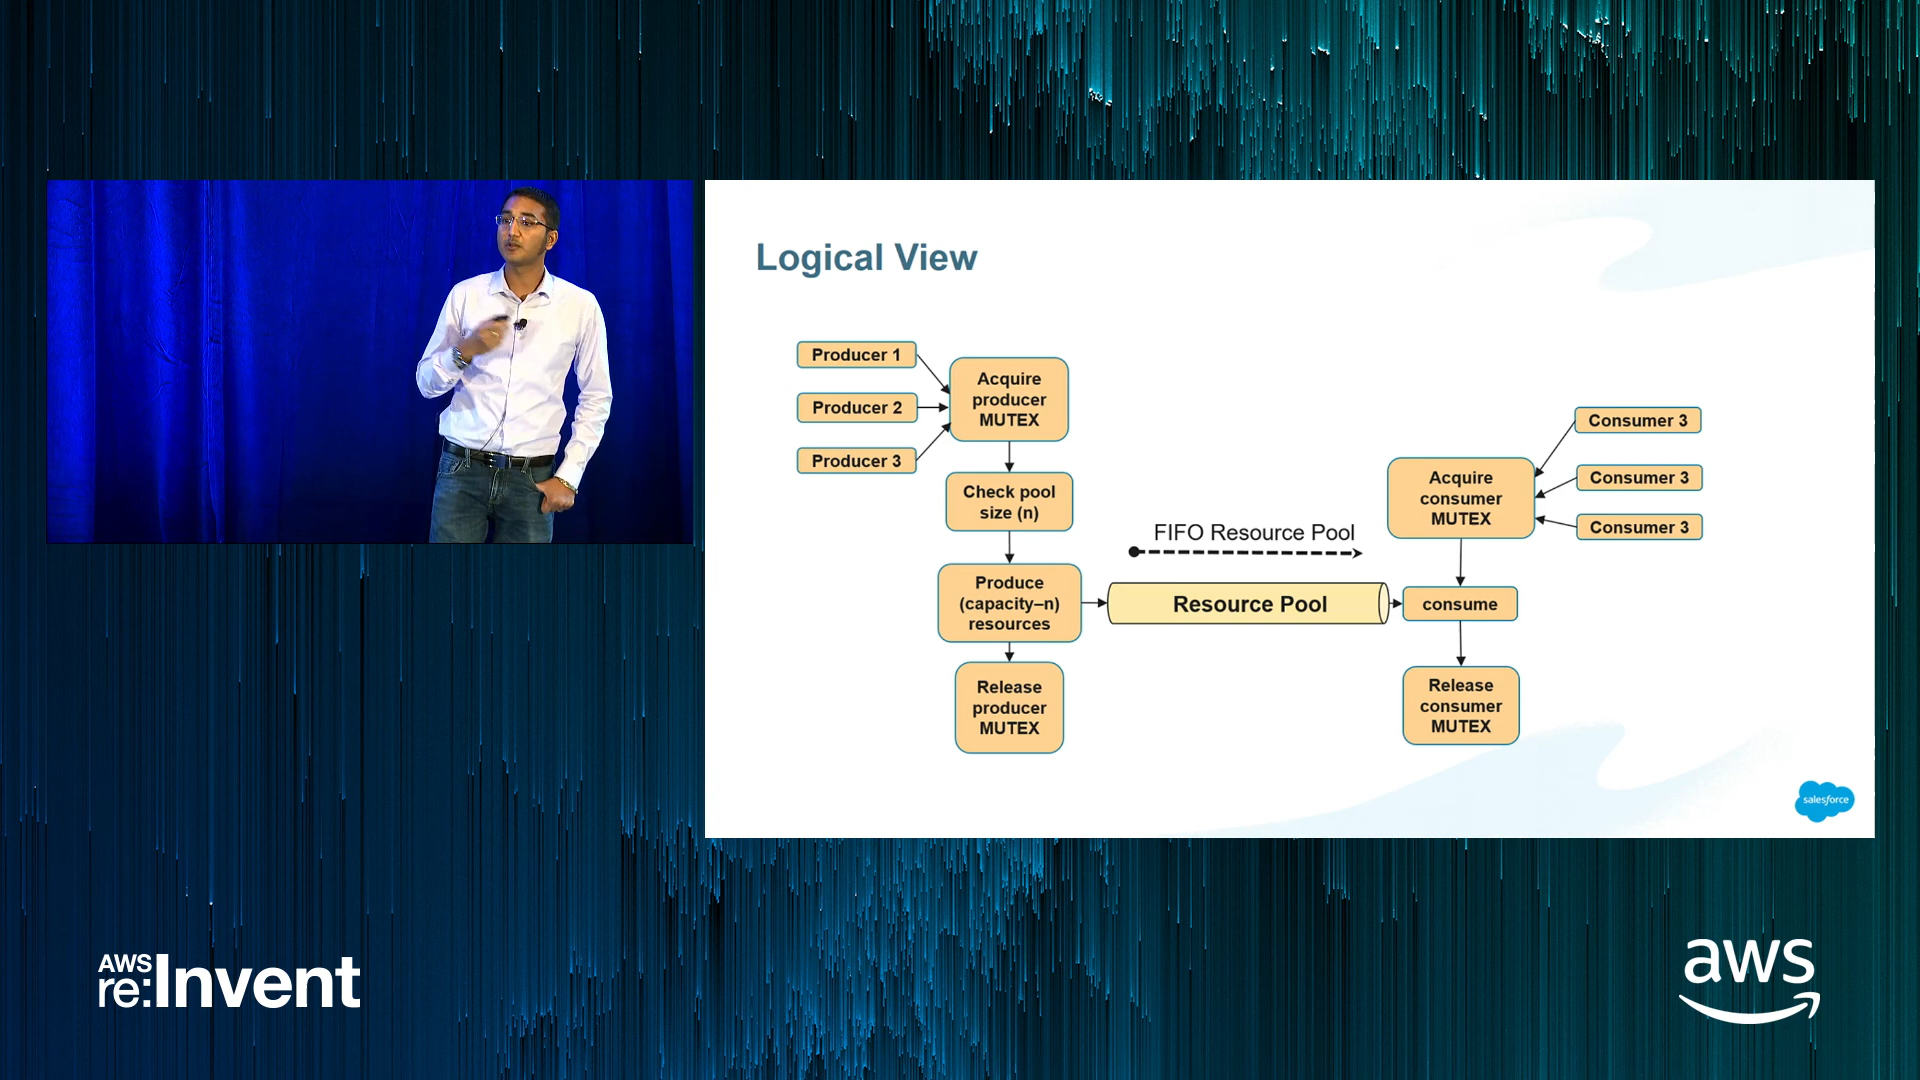 Logical View
Producer 1
Producer 2
Producer 3
Acquire
producer
MUTEX
Check pool
size (n)
Produce
(capacity–n)
resources
Release
producer
MUTEX
FIFO Resource Pool
Resource Pool
Consumer 3
Consumer 3
Consumer 3
Acquire
consumer
MUTEX
consume
Release
consumer
MUTEX
salesforce
AWS
re:Invent
aws